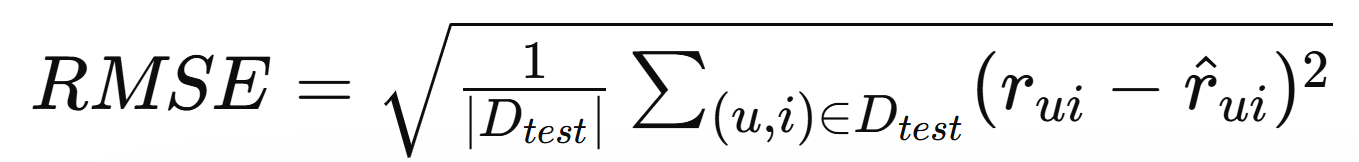 $RMSE = \sqrt{\frac{1}{|D_{test}|} \sum_{(u,i) \in D_{test}} (r_{ui} - \hat{r}_{ui})^2}$